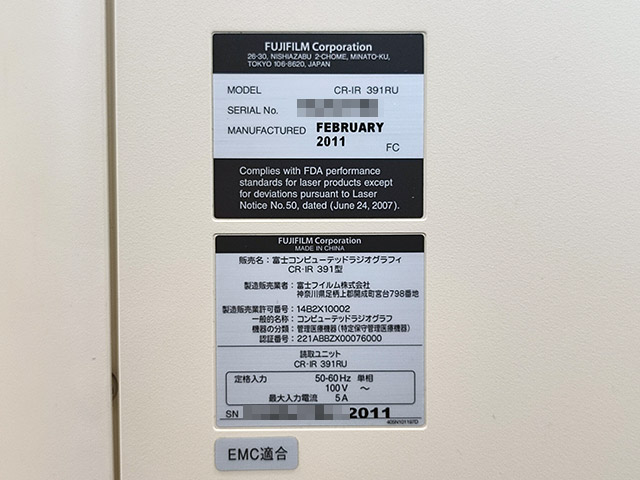 FUJIFILM Corporation
26-30, NISHIAZABU 2-CHOME, MINATO-KU,
TOKYO 106-8620, JAPAN
MODEL CR-IR 391RU
SERIAL No.
MANUFACTURED FEBRUARY
2011
FC
Complies with FDA performance
standards for laser products except
for deviations pursuant to Laser
Notice No.50, dated (June 24, 2007).
FUJIFILM Corporation
MADE IN CHINA
販売名：富士コンピューテッドラジオグラフィ
CR-IR 391型
製造販売業者：富士フイルム株式会社
神奈川県足柄上郡開成町宮台798番地
製造販売業許可番号：14B2X10002
一般的名称：コンピューテッドラジオグラフ
機器の分類：管理医療機器（特定保守管理医療機器）
認証番号：221ABBZX00076000
読取ユニット
CR-IR 391RU
定格入力 50-60Hz 単相
100V ～
最大入力電流 5A
SN 2011
409N101197D
EMC適合